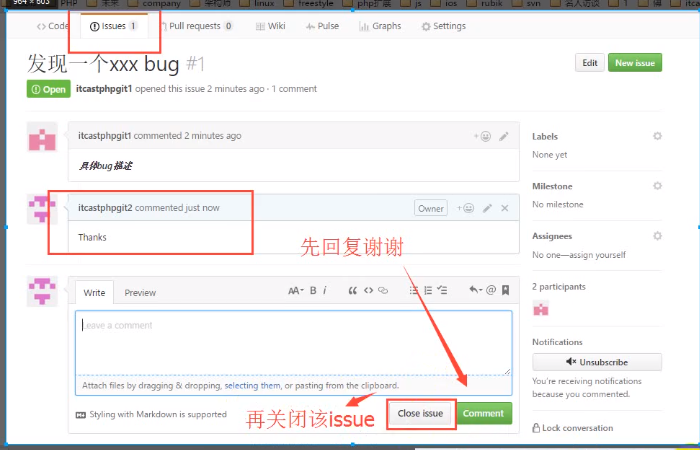 964 × 603
PHP company linux freestyle php扩展 js ios rubik svn 名人访谈 1
Code Issues 1 Pull requests 0 Wiki Pulse Graphs Settings
发现一个xxx bug #1
Edit New issue
Open itcastphpgit1 opened this issue 2 minutes ago · 1 comment
itcastphpgit1 commented 2 minutes ago
具体bug描述
itcastphpgit2 commented just now
Owner
Thanks
先回复谢谢
Write Preview
AA B i
Leave a comment
Attach files by dragging & dropping, selecting them, or pasting from the clipboard.
Styling with Markdown is supported
再关闭该issue
Close issue Comment
Labels
None yet
Milestone
No milestone
Assignees
No one—assign yourself
2 participants
Notifications
Unsubscribe
You’re receiving notifications
because you commented.
Lock conversation